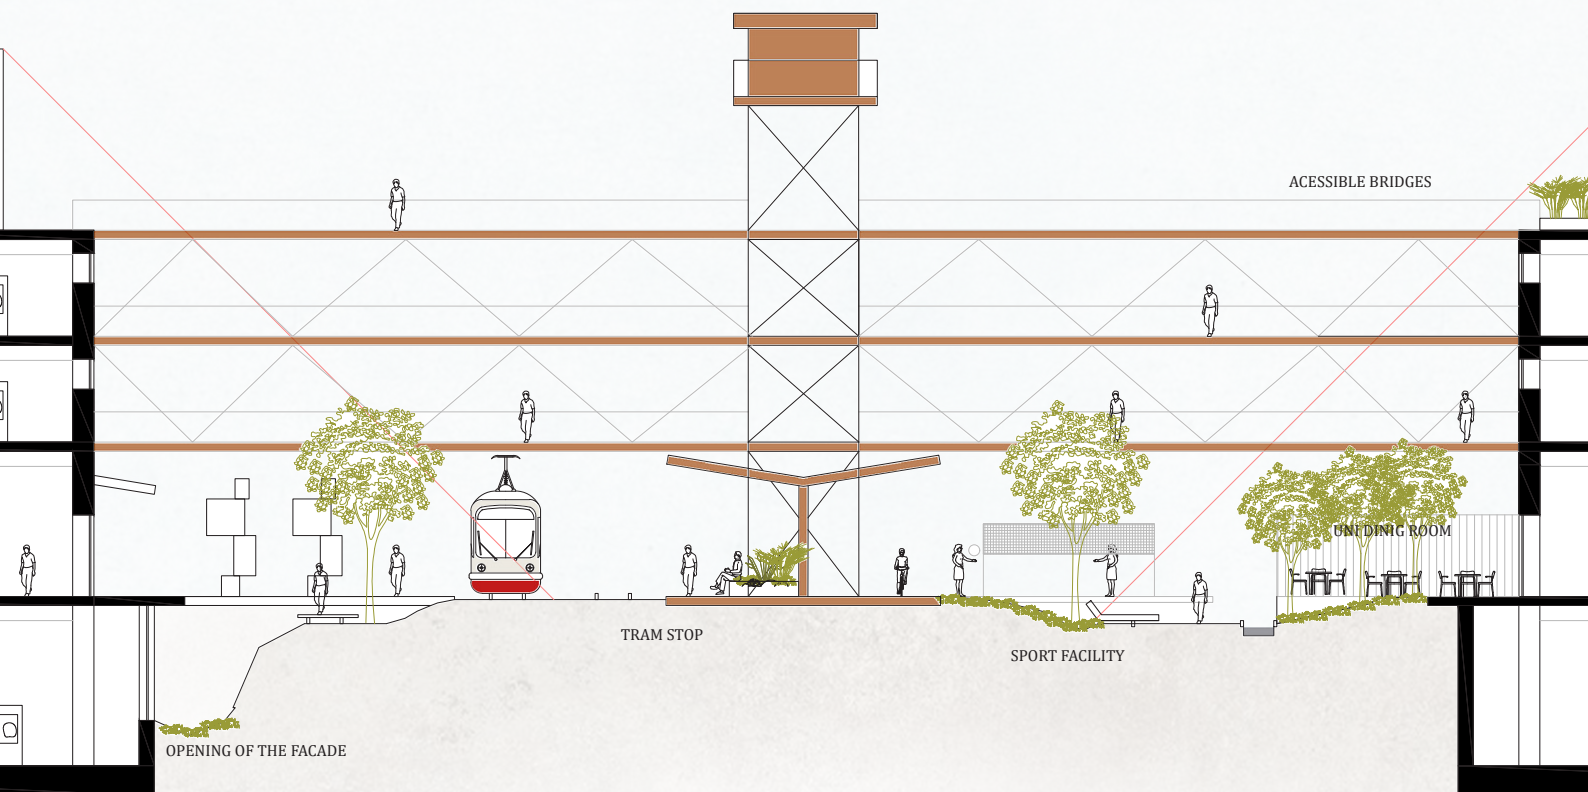 ACESSIBLE BRIDGES
UNI DINIG ROOM
TRAM STOP
SPORT FACILITY
OPENING OF THE FACADE